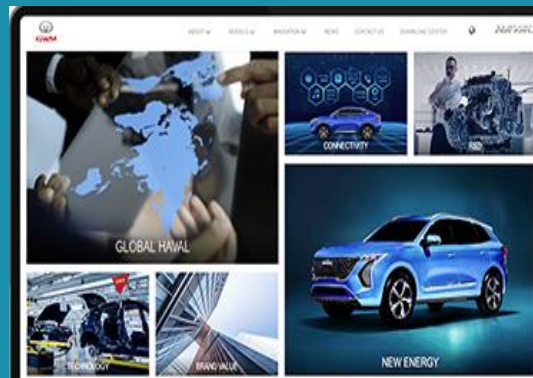 GWM
ABOUT MODELS INNOVATION NEWS CONTACT US DOWNLOAD CENTER
CONNECTIVITY
R&D
GLOBAL HAVAL
TECHNOLOGY
BRAND VALUE
NEW ENERGY